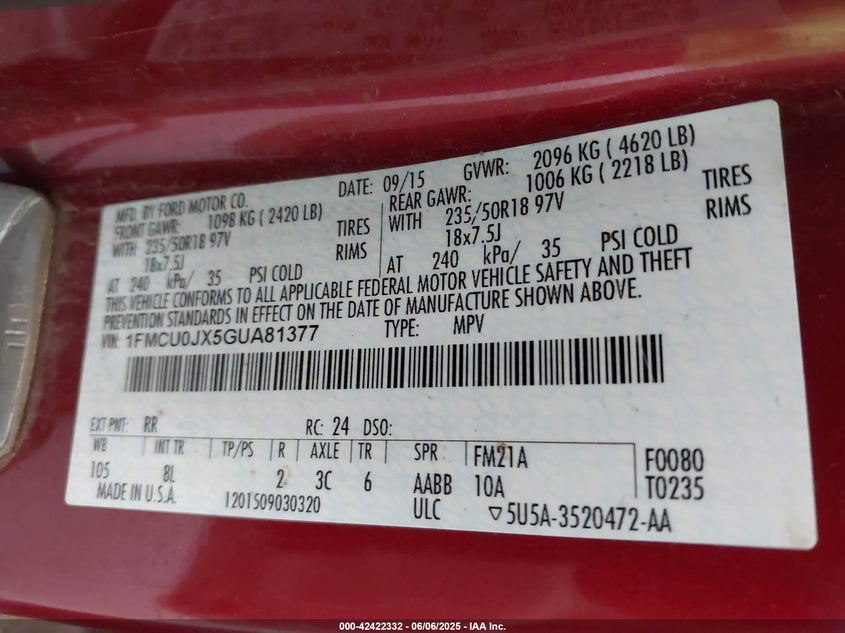 MFD. BY FORD MOTOR CO.
DATE: 09/15 GVWR: 2096 KG ( 4620 LB)
FRONT GAWR: 1098 KG ( 2420 LB)
REAR GAWR: 1006 KG ( 2218 LB)
WITH 235/50R18 97V TIRES
WITH 235/50R18 97V TIRES
18x7.5J RIMS
18x7.5J RIMS
AT 240 kPa/ 35 PSI COLD
AT 240 kPa/ 35 PSI COLD
THIS VEHICLE CONFORMS TO ALL APPLICABLE FEDERAL MOTOR VEHICLE SAFETY AND THEFT
PREVENTION STANDARDS IN EFFECT ON THE DATE OF MANUFACTURE SHOWN ABOVE.
VIN: 1FMCU0JX5GUA81377 TYPE: MPV
EXT PNT: RR RC: 24 DSO:
WB INT TR TP/PS R AXLE TR SPR FM21A F0080
105 8L 2 3C 6 AABB 10A T0235
MADE IN U.S.A. 1201509030320 ULC ▽5U5A-3520472-AA
000-42422332 - 06/06/2025 - IAA Inc.